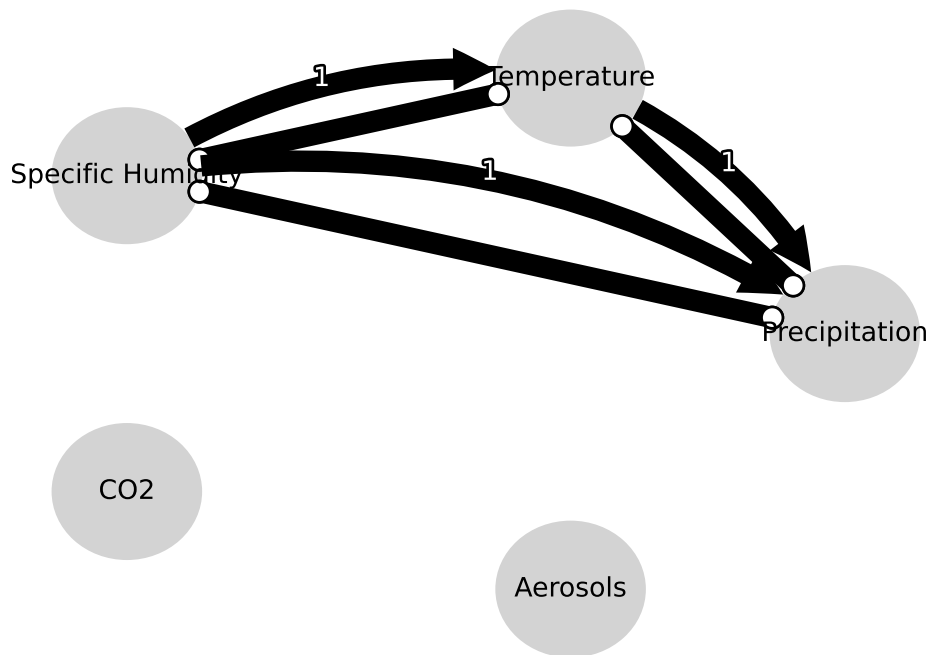 1
Temperature
Specific Humidity
1
1
Precipitation
CO2
Aerosols